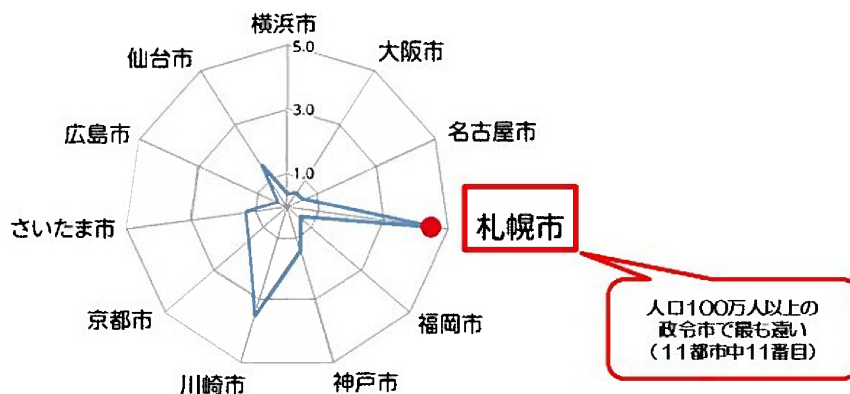 横浜市
5.0
大阪市
仙台市
3.0
広島市
名古屋市
1.0
さいたま市
札幌市
京都市
福岡市
川崎市
神戸市
人口100万人以上の
政令市で最も遠い
（11都市中11番目）